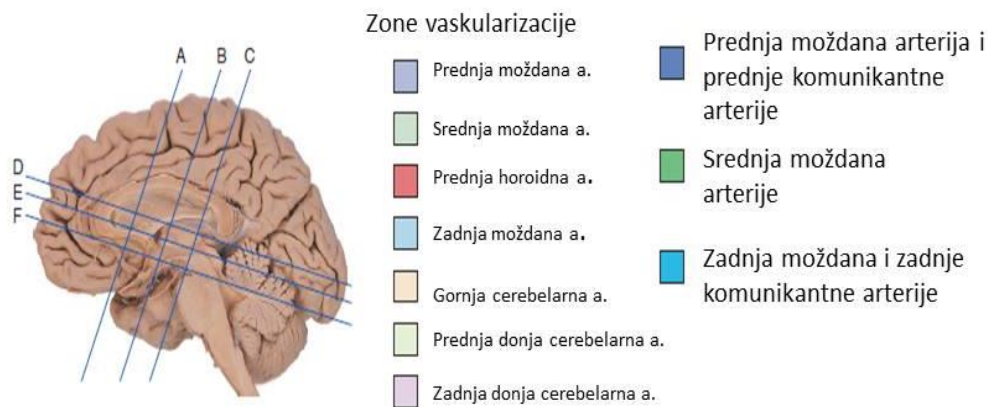 A B C
D
E
F
Zone vaskularizacije
Prednja moždana a.
Srednja moždana a.
Prednja horoidna a.
Zadnja moždana a.
Gornja cerebelarna a.
Prednja donja cerebelarna a.
Zadnja donja cerebelarna a.
Prednja moždana arterija i
prednje komunikantne
arterije
Srednja moždana
arterije
Zadnja moždana i zadnje
komunikantne arterije